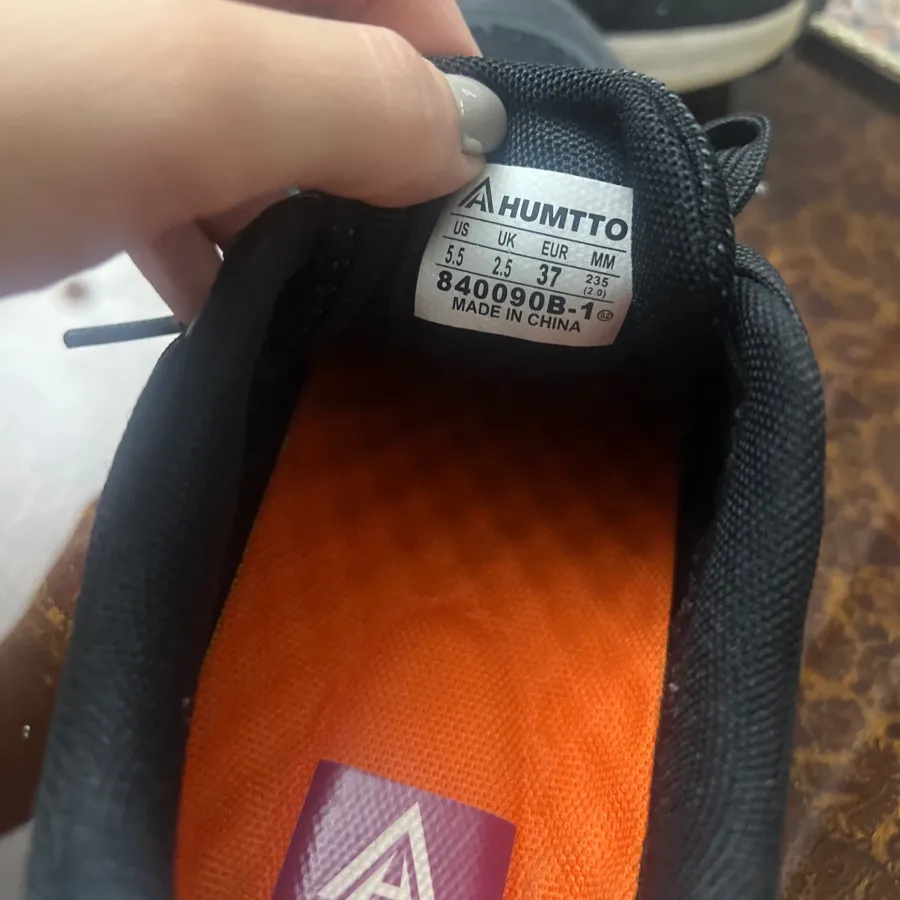 HUMTTO
US UK EUR MM
5.5 2.5 37 235
(2.0)
840090B-1
MADE IN CHINA